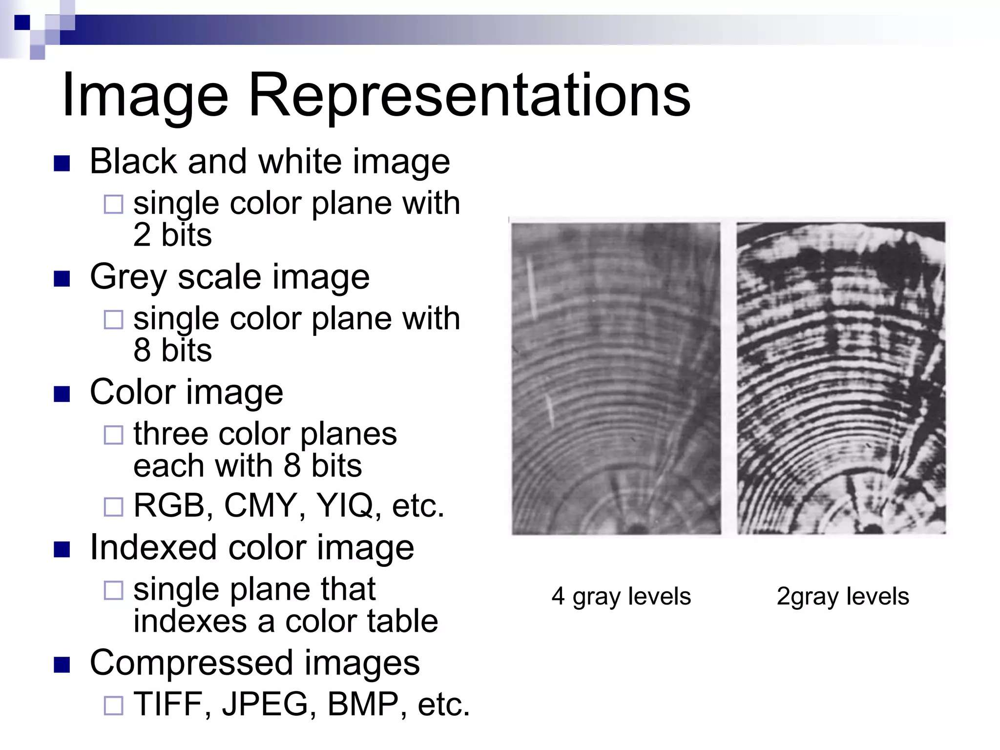 Image Representations
Black and white image
single color plane with
2 bits
Grey scale image
single color plane with
8 bits
Color image
three color planes
each with 8 bits
RGB, CMY, YIQ, etc.
Indexed color image
single plane that
indexes a color table
Compressed images
TIFF, JPEG, BMP, etc.
4 gray levels
2gray levels